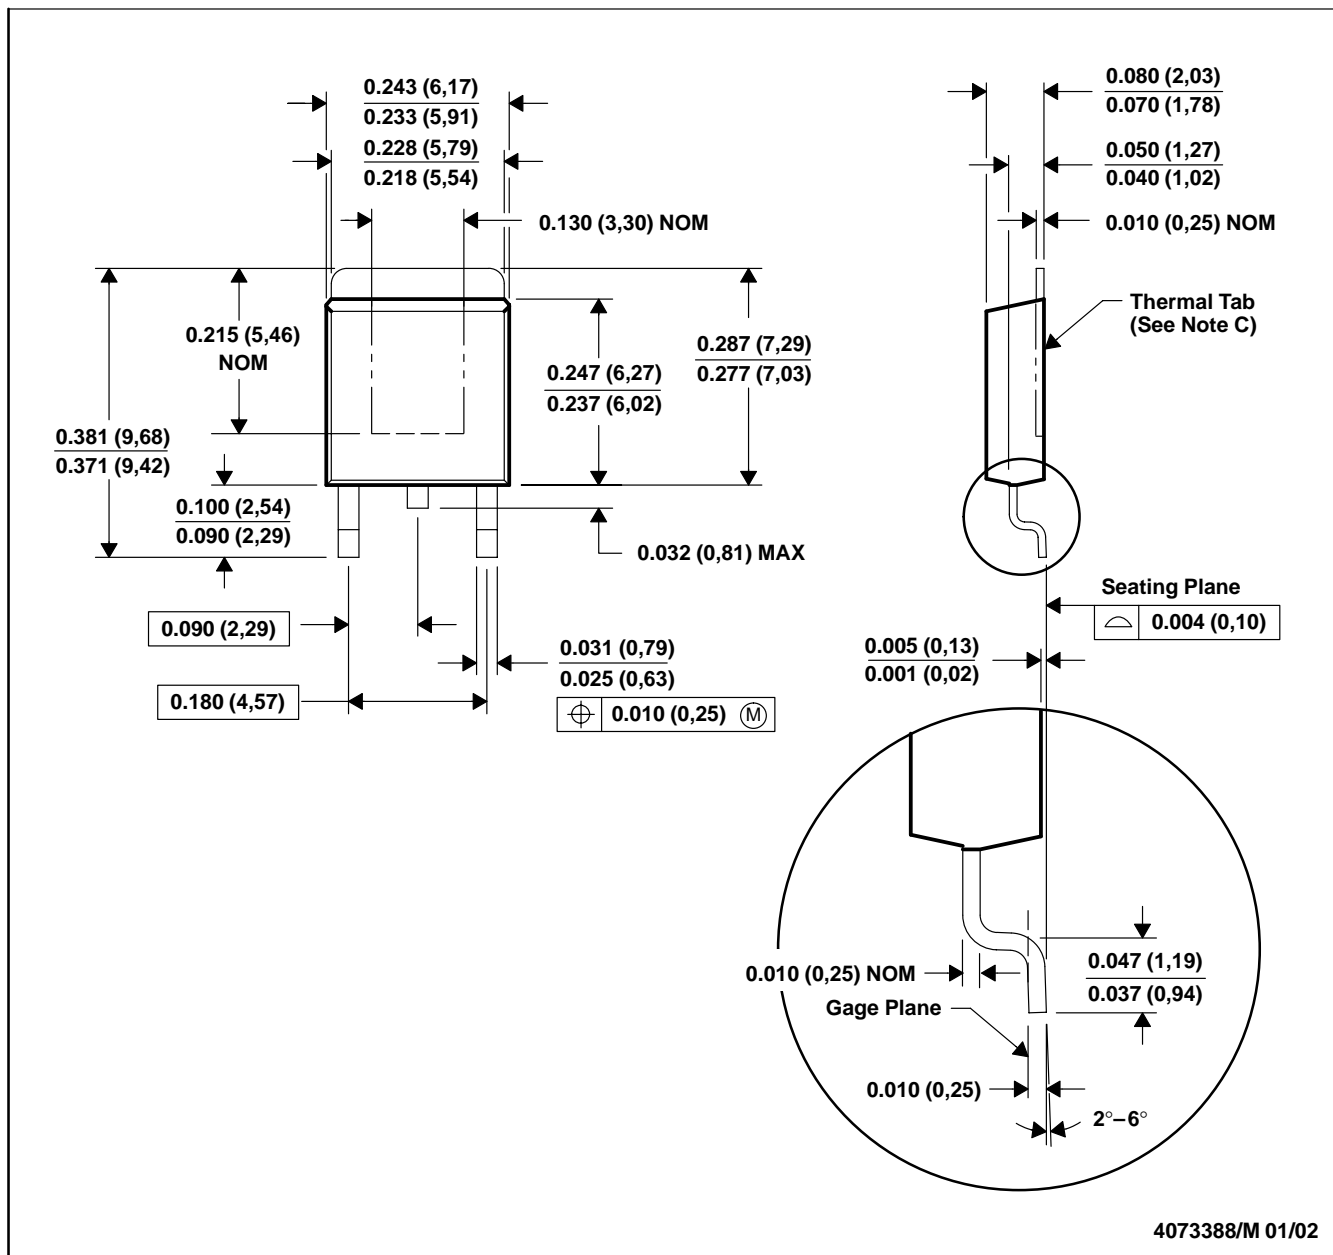 0.243 (6,17)
0.233 (5,91)
0.228 (5,79)
0.218 (5,54)
0.130 (3,30) NOM
0.215 (5,46)
NOM
0.287 (7,29)
0.277 (7,03)
0.247 (6,27)
0.237 (6,02)
0.381 (9,68)
0.371 (9,42)
0.100 (2,54)
0.090 (2,29)
0.032 (0,81) MAX
0.090 (2,29)
0.031 (0,79)
0.025 (0,63)
0.180 (4,57)
0.010 (0,25) Ⓜ
0.080 (2,03)
0.070 (1,78)
0.050 (1,27)
0.040 (1,02)
0.010 (0,25) NOM
Thermal Tab
(See Note C)
Seating Plane
0.004 (0,10)
0.005 (0,13)
0.001 (0,02)
0.010 (0,25) NOM
0.047 (1,19)
0.037 (0,94)
Gage Plane
0.010 (0,25)
2°–6°
4073388/M 01/02